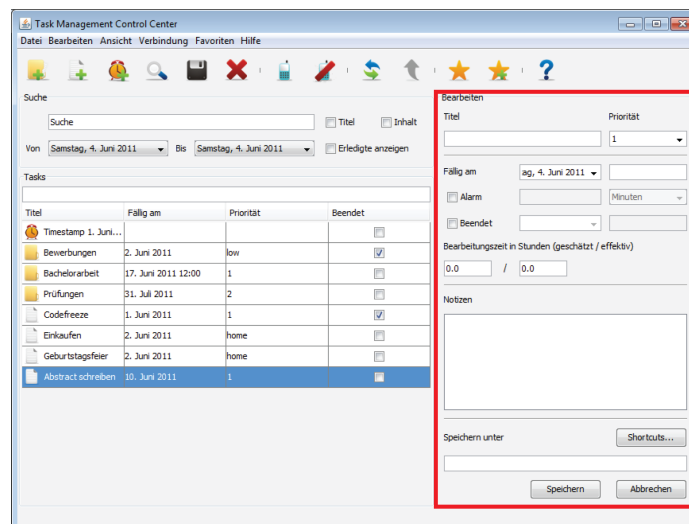 Task Management Control Center
Datei Bearbeiten Ansicht Verbindung Favoriten Hilfe
Suche
Suche
Titel
Inhalt
Von Samstag, 4. Juni 2011 Bis Samstag, 4. Juni 2011
Erledigte anzeigen
Tasks
Titel Fällig am Priorität Beendet
Timestamp 1. Juni...
Bewerbungen 2. Juni 2011 low
Bachelorarbeit 17. Juni 2011 12:00 1
Prüfungen 31. Juli 2011 2
Codefreeze 1. Juni 2011 1
Einkaufen 2. Juni 2011 home
Geburtstagsfeier 2. Juni 2011 home
Abstract schreiben 10. Juni 2011 1
Bearbeiten
Titel Priorität
1
Fällig am ag, 4. Juni 2011
Alarm Minuten
Beendet
Bearbeitungszeit in Stunden (geschätzt / effektiv)
0.0 / 0.0
Notizen
Speichern unter Shortcuts...
Speichern Abbrechen